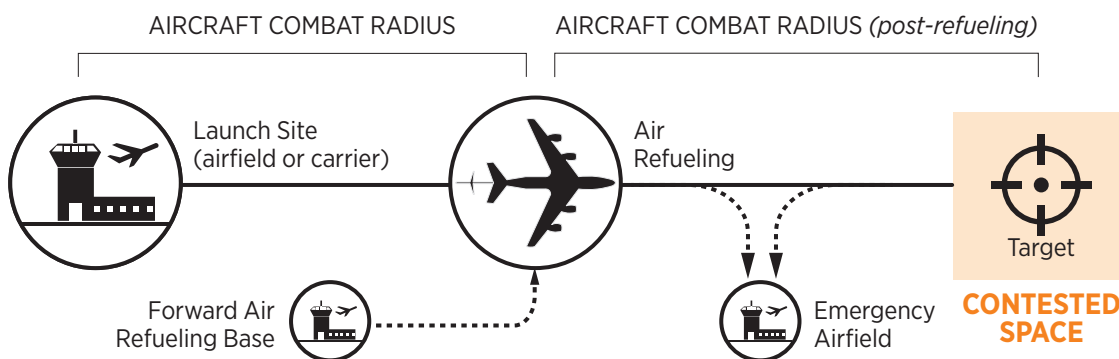 AIRCRAFT COMBAT RADIUS
AIRCRAFT COMBAT RADIUS (post-refueling)
Launch Site
(airfield or carrier)
Air
Refueling
Target
Forward Air
Refueling Base
Emergency
Airfield
CONTESTED
SPACE